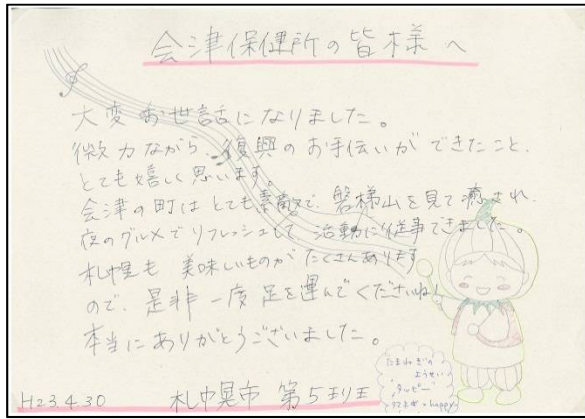 会津保健所の皆様へ
大変お世話になりました。
微力ながら、復興のお手伝いができたこと、
とても嬉しく思います。
会津の町はとても素敵で、磐梯山を見て癒され、
夜のグルメでリフレッシュして、活動に従事できました。
札幌も美味しいものがたくさんあります
ので、是非一度足を運んでくださいね!
本当にありがとうございました。
たまねぎの
ようせい
タッピー
happy
H23.4.30 札幌市 第5班